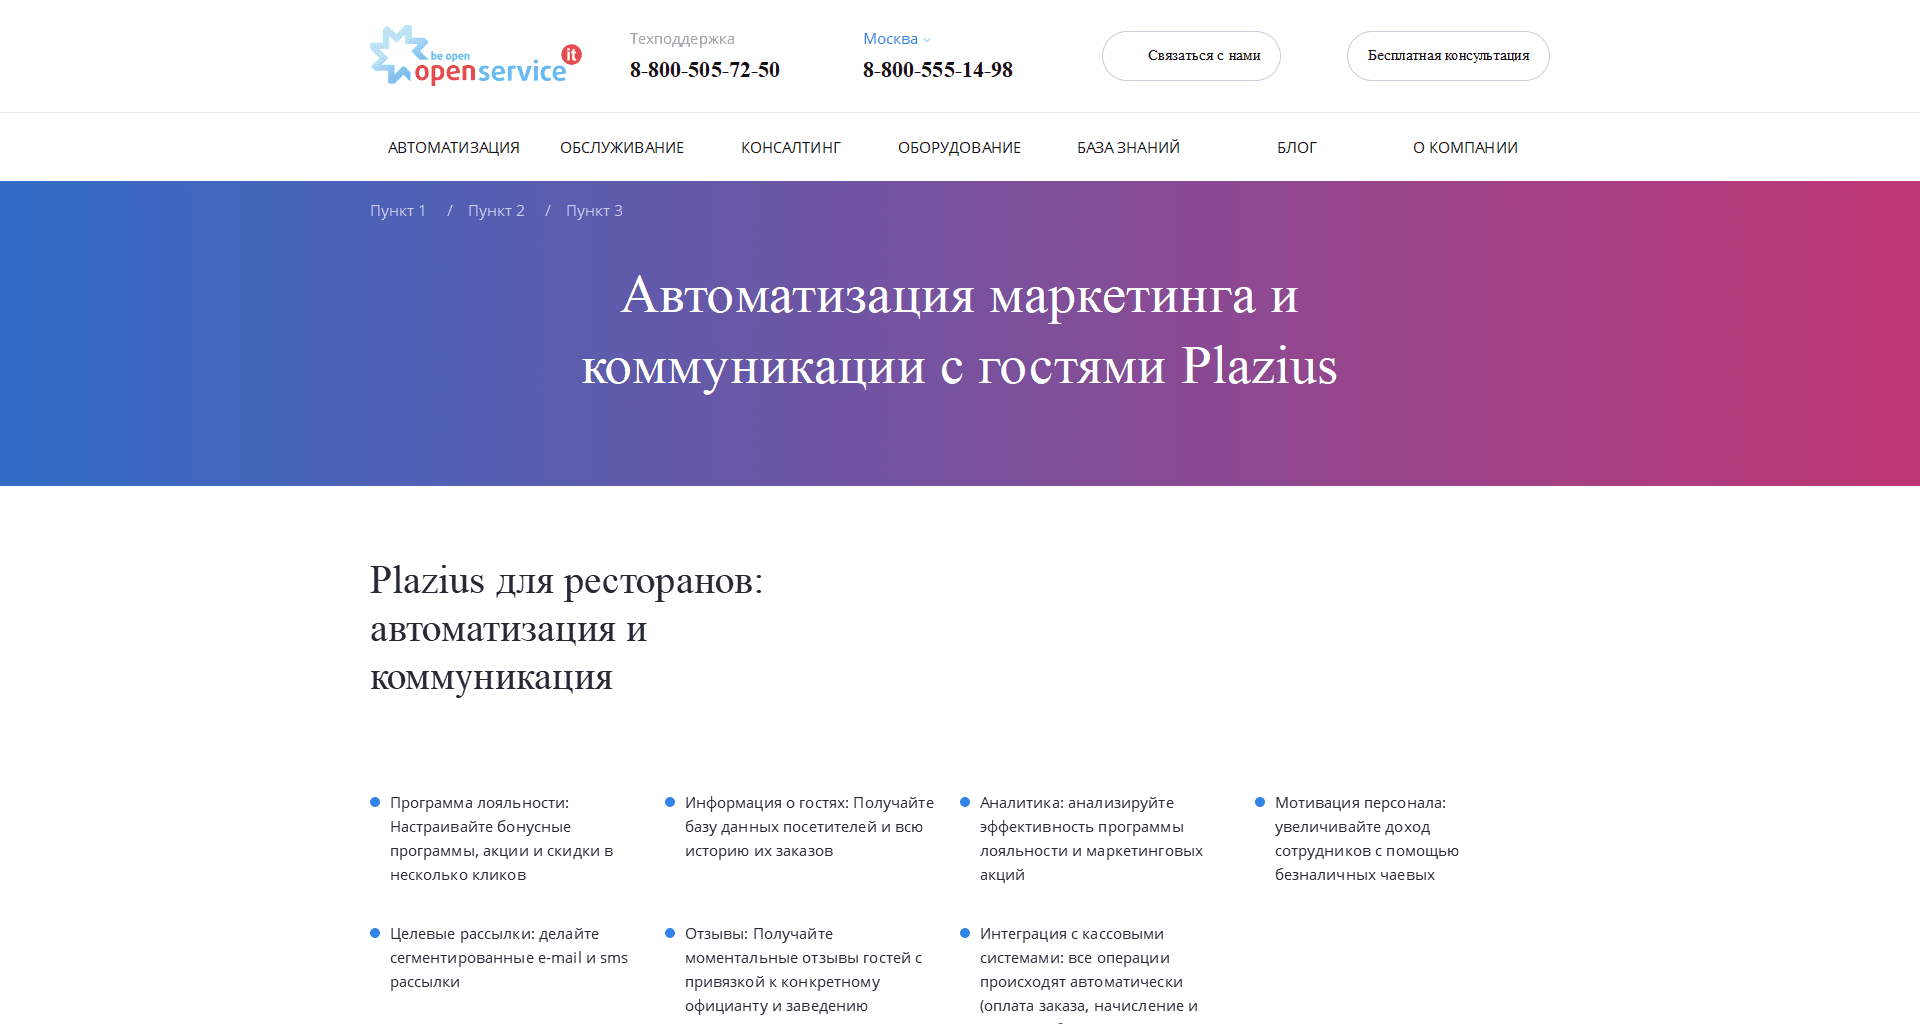 be open
openservice it
Техподдержка
8-800-505-72-50
Москва
8-800-555-14-98
Связаться с нами
Бесплатная консультация
АВТОМАТИЗАЦИЯ
ОБСЛУЖИВАНИЕ
КОНСАЛТИНГ
ОБОРУДОВАНИЕ
БАЗА ЗНАНИЙ
БЛОГ
О КОМПАНИИ
Пункт 1 / Пункт 2 / Пункт 3
Автоматизация маркетинга и
коммуникации с гостями Plazius
Plazius для ресторанов:
автоматизация и
коммуникация
Программа лояльности:
Настраивайте бонусные
программы, акции и скидки в
несколько кликов
Информация о гостях: Получайте
базу данных посетителей и всю
историю их заказов
Аналитика: анализируйте
эффективность программы
лояльности и маркетинговых
акций
Мотивация персонала:
увеличивайте доход
сотрудников с помощью
безналичных чаевых
Целевые рассылки: делайте
сегментированные e-mail и sms
рассылки
Отзывы: Получайте
моментальные отзывы гостей с
привязкой к конкретному
официанту и заведению
Интеграция с кассовыми
системами: все операции
происходят автоматически
(оплата заказа, начисление и